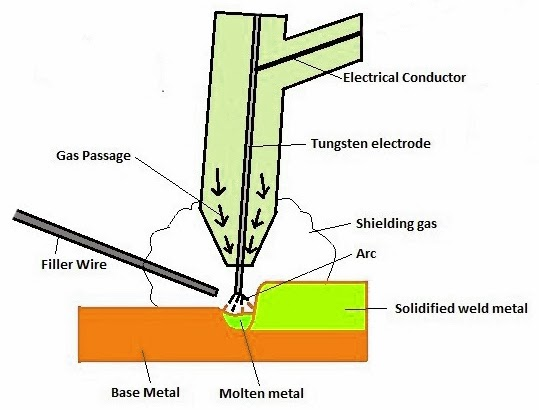 Electrical Conductor
Tungsten electrode
Gas Passage
Shielding gas
Arc
Filler Wire
Solidified weld metal
Base Metal
Molten metal